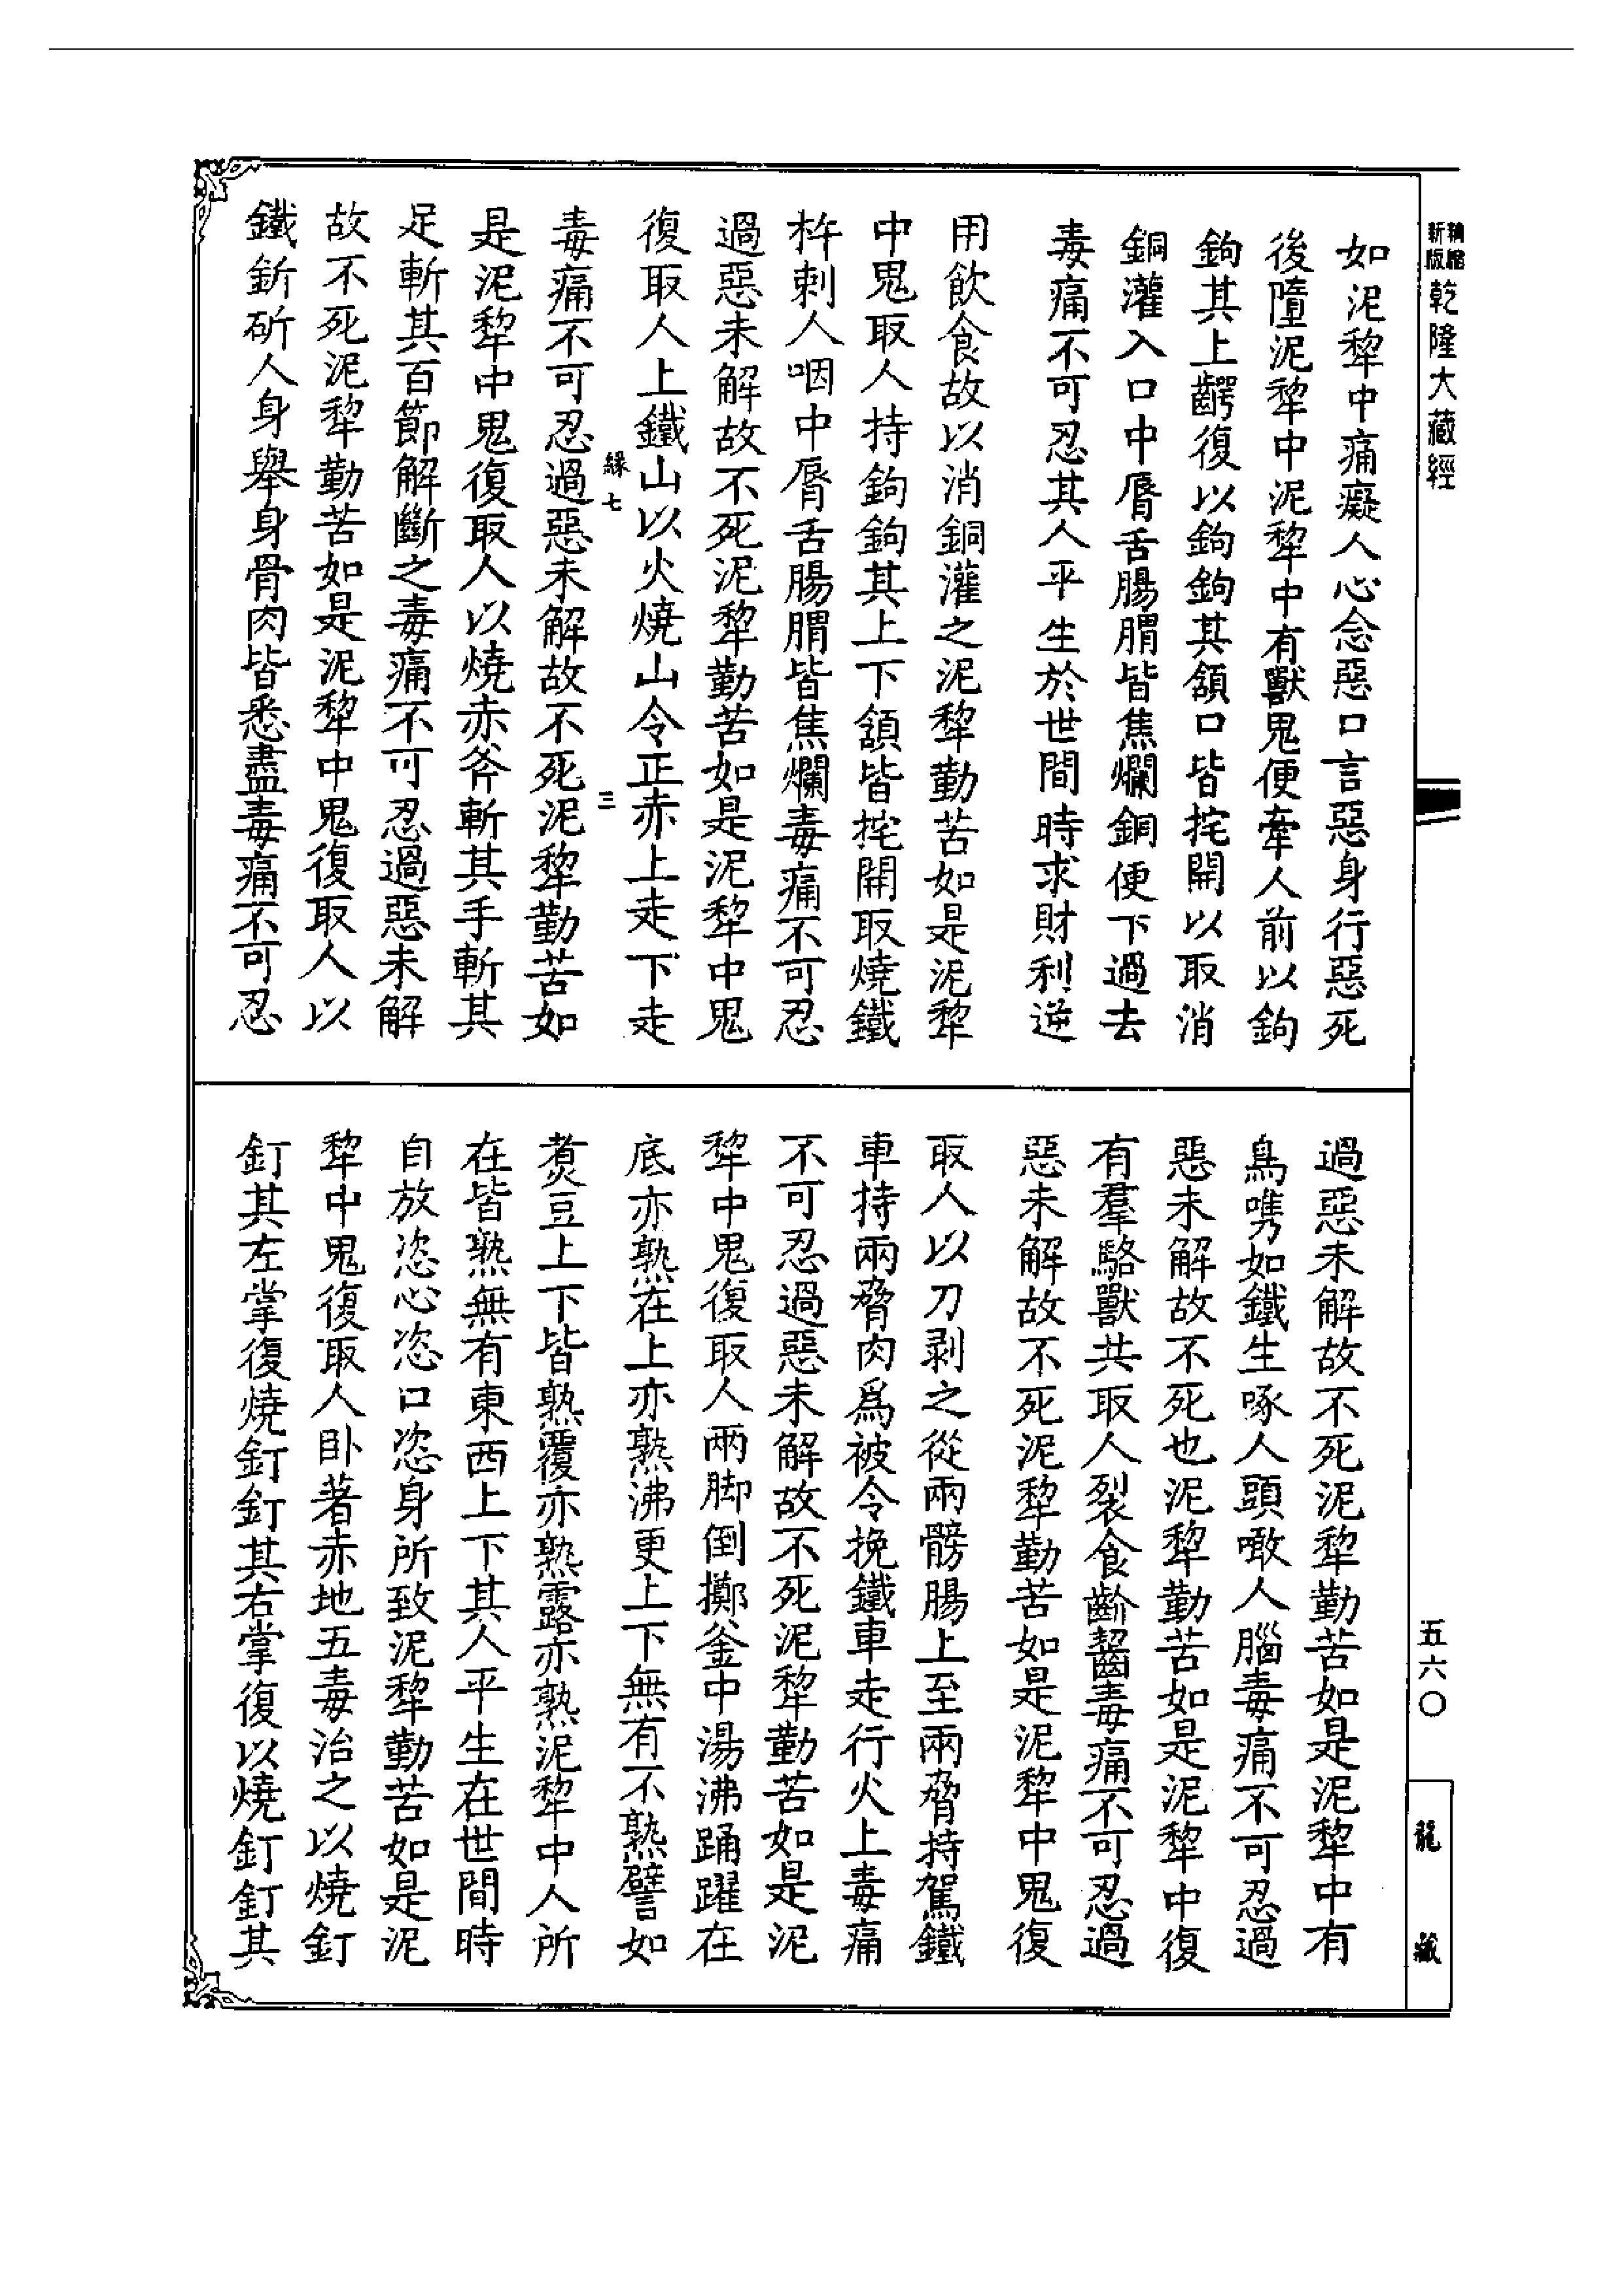 精縮新版乾隆大藏經
如泥犂中痛癡人心念惡口言惡身行惡死
後墮泥犂中泥犂中有獸鬼便牽人前以鉤
鉤其上齶復以鉤鉤其頷口皆挓開以取消
銅灌入口中脣舌腸腸胃皆焦爛銅便下過去
毒痛不可忍其人平生於世間時求財利逆
用飲食故以消銅灌之泥犂勤苦如是泥犂
中鬼取人持鉤鉤其上下頷皆挓開取燒鐵
杵刺人咽中脣舌腸胃皆焦爛毒痛不可忍
過惡未解故不死泥犂勤苦如是泥犂中鬼
復取人上鐵山以火燒山令正赤上走下走
緣七
三
毒痛不可忍過惡未解故不死泥犂勤苦如
是泥犂中鬼復取人以燒赤斧斬其手斬其
足斬其百節解斷之毒痛不可忍過惡未解
故不死泥犂勤苦如是泥犂中鬼復取人以
鐵釿斫人身舉身骨肉皆悉盡毒痛不可忍
過惡未解故不死泥犂勤苦如是泥犂中有
鳥嘴如鐵生啄人頭噉人腦毒痛不可忍過
惡未解故不死也泥犂勤苦如是泥犂中復
有羣駱獸共取人裂食齡齧毒痛不可忍過
惡未解故不死泥犂勤苦如是泥犂中鬼復
取人以刀剥之從兩髈腸上至兩脅持駕鐵
車持兩脅肉爲被令挽鐵車走行火上毒痛
不可忍過惡未解故不死泥犂勤苦如是泥
犂中鬼復取人兩脚倒擲釜中湯沸踊躍在
底亦熟在上亦熟沸更上下無有不熟譬如
煑豆上下皆熟覆亦熟露亦熟泥犂中人所
在皆熟無有東西上下其人平生在世間時
自放恣心恣口恣身所致泥犂勤苦如是泥
犂中鬼復取人臥著赤地五毒治之以燒釘
釘其左掌復燒釘釘其右掌復以燒釘釘其
五六〇
龍藏